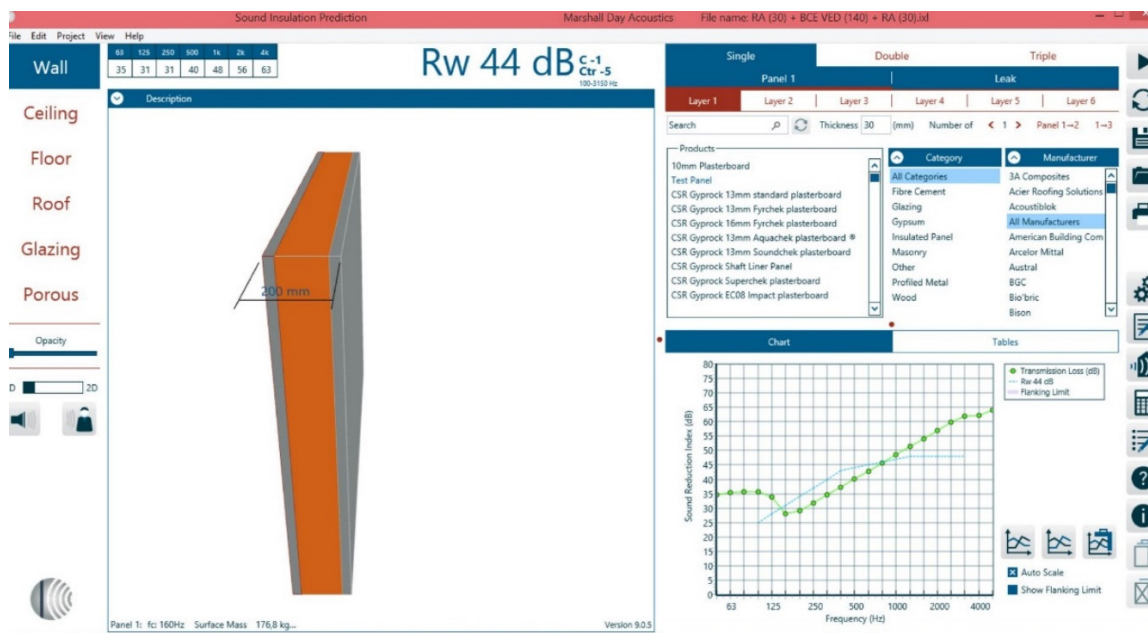 Sound Insulation Prediction Marshall Day Acoustics File name: RA (30) + BCE VED (140) + RA (30).ixl
File Edit Project View Help
Wall
Ceiling
Floor
Roof
Glazing
Porous
Opacity
D 2D
63 125 250 500 1k 2k 4k
35 31 31 40 48 56 63
Rw 44 dB C -1
Ctr -5
100-3150 Hz
Description
200 mm
Panel 1: fc: 160Hz Surface Mass 176,8 kg...
Version 9.0.5
Single Double Triple
Panel 1 Leak
Layer 1 Layer 2 Layer 3 Layer 4 Layer 5 Layer 6
Search Thickness 30 (mm) Number of < 1 > Panel 1→2 1→3
Products
10mm Plasterboard
Test Panel
CSR Gyprock 13mm standard plasterboard
CSR Gyprock 13mm Fyrchek plasterboard
CSR Gyprock 16mm Fyrchek plasterboard
CSR Gyprock 13mm Aquachek plasterboard ®
CSR Gyprock 13mm Soundchek plasterboard
CSR Gyprock Shaft Liner Panel
CSR Gyprock Superchek plasterboard
CSR Gyprock EC08 Impact plasterboard
Category
All Categories
Fibre Cement
Glazing
Gypsum
Insulated Panel
Masonry
Other
Profiled Metal
Wood
Manufacturer
3A Composites
Acier Roofing Solutions
Acoustiblok
All Manufacturers
American Building Com
Arcelor Mittal
Austral
BGC
Bio'bric
Bison
Chart Tables
80
75
70
65
60
55
50
45
40
35
30
25
20
15
10
5
0
Sound Reduction Index (dB)
63 125 250 500 1000 2000 4000
Frequency (Hz)
Transmission Loss (dB)
Rw 44 dB
Flanking Limit
Auto Scale
Show Flanking Limit